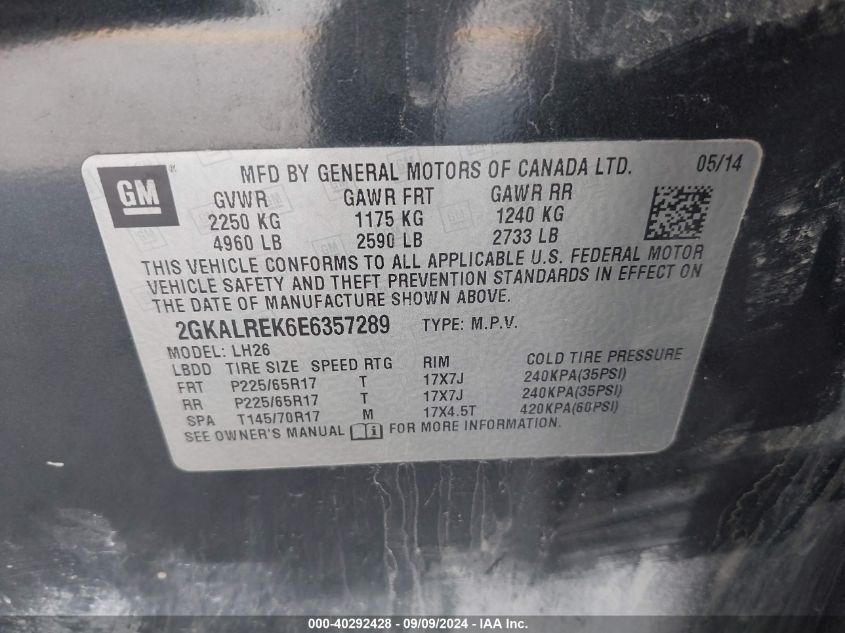 GM
MFD BY GENERAL MOTORS OF CANADA LTD. 05/14
GVWR GAWR FRT GAWR RR
2250 KG 1175 KG 1240 KG
4960 LB 2590 LB 2733 LB
THIS VEHICLE CONFORMS TO ALL APPLICABLE U.S. FEDERAL MOTOR
VEHICLE SAFETY AND THEFT PREVENTION STANDARDS IN EFFECT ON
THE DATE OF MANUFACTURE SHOWN ABOVE.
2GKALREK6E6357289 TYPE: M.P.V.
MODEL: LH26
LBDD TIRE SIZE SPEED RTG RIM COLD TIRE PRESSURE
FRT P225/65R17 T 17X7J 240KPA(35PSI)
RR P225/65R17 T 17X7J 240KPA(35PSI)
SPA T145/70R17 M 17X4.5T 420KPA(60PSI)
SEE OWNER'S MANUAL FOR MORE INFORMATION.
000-40292428 - 09/09/2024 - IAA Inc.